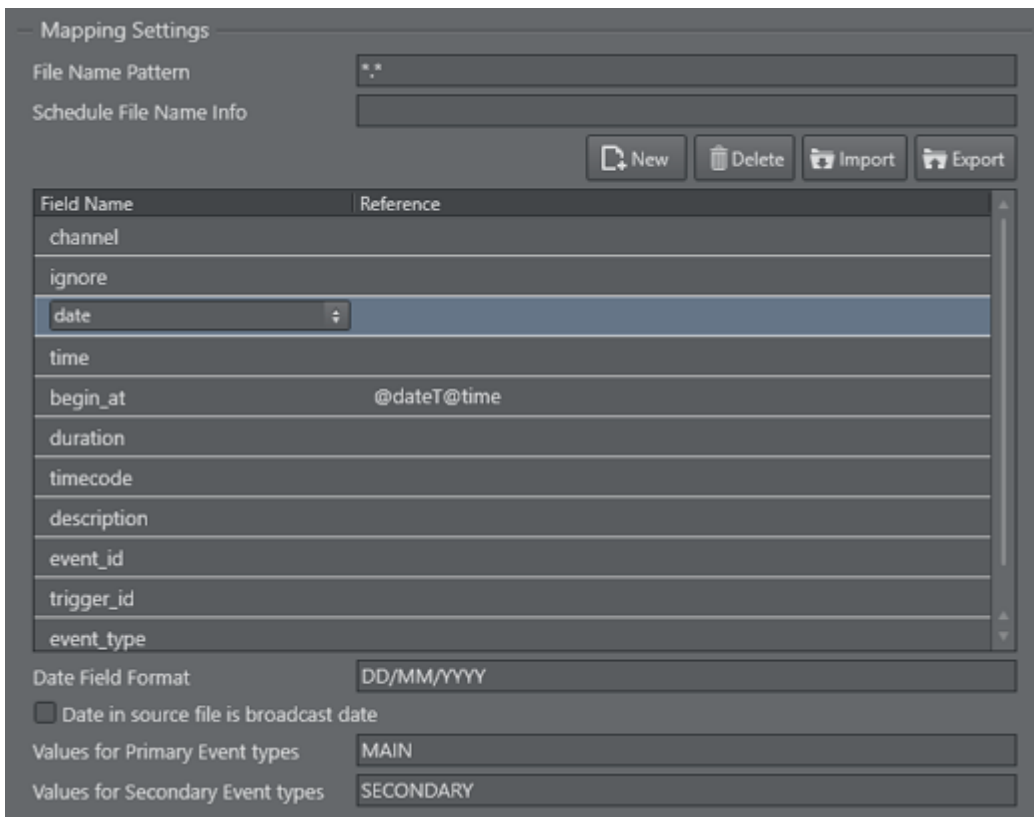 Mapping Settings
File Name Pattern *.*
Schedule File Name Info
New Delete Import Export
Field Name Reference
channel
ignore
date
time
begin_at @dateT@time
duration
timecode
description
event_id
trigger_id
event_type
Date Field Format DD/MM/YYYY
Date in source file is broadcast date
Values for Primary Event types MAIN
Values for Secondary Event types SECONDARY